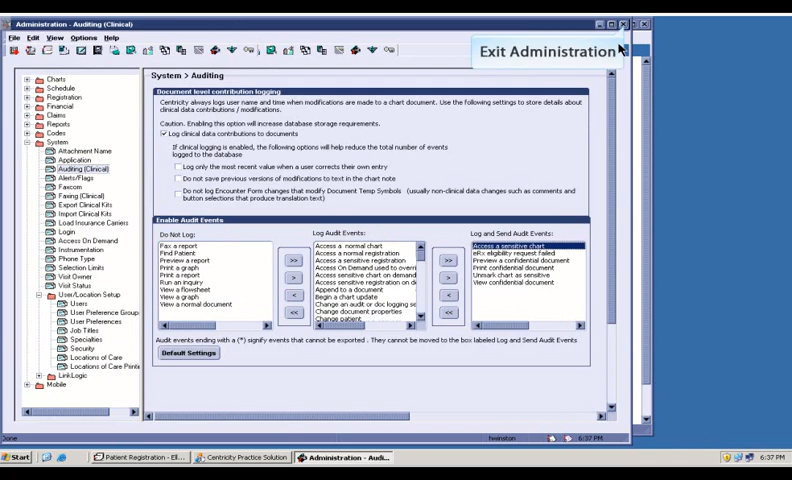 Administration - Auditing (Clinical)
File Edit View Options Help
Exit Administration
Charts
Schedule
Registration
Financial
Claims
Reports
Codes
System
Attachment Name
Application
Auditing (Clinical)
Alerts/Flags
Faxcom
Faxing (Clinical)
Export Clinical Kits
Import Clinical Kits
Load Insurance Carriers
Login
Access On Demand
Instrumentation
Phone Type
Selection Limits
Visit Owner
Visit Status
User/Location Setup
Users
User Preference Group
User Preferences
Job Titles
Specialties
Security
Locations of Care
Locations of Care Printe
LinkLogic
Mobile
System > Auditing
Document level contribution logging
Centricity always logs user name and time when modifications are made to a chart document. Use the following settings to store details about
clinical data contributions / modifications.
Caution. Enabling this option will increase database storage requirements.
Log clinical data contributions to documents
If clinical logging is enabled, the following options will help reduce the total number of events
logged to the database
Log only the most recent value when a user corrects their own entry
Do not save previous versions of modifications to text in the chart note
Do not log Encounter Form changes that modify Document Temp Symbols (usually non-clinical data changes such as comments and
button selections that produce translation text)
Enable Audit Events
Do Not Log:
Fax a report
Find Patient
Preview a report
Print a graph
Print a report
Run an inquiry
View a flowsheet
View a graph
View a normal document
>>
>
<
<<
Log Audit Events:
Access a normal chart
Access a normal registration
Access a sensitive registration
Access On Demand used to overri
Access sensitive chart on demand
Access sensitive registration on d
Append to a document
Begin a chart update
Change an audit or doc logging se
Change document properties
Change patient
>>
>
<
<<
Log and Send Audit Events:
Access a sensitive chart
eRx eligibility request failed
Preview a confidential document
Print confidential document
Unmark chart as sensitive
View confidential document
Audit events ending with a (*) signify events that cannot be exported . They cannot be moved to the box labeled Log and Send Audit Events
Default Settings
Done
hwinston
6:37 PM
Start
Patient Registration - Ell...
Centricity Practice Solution
Administration - Audi...
6:37 PM